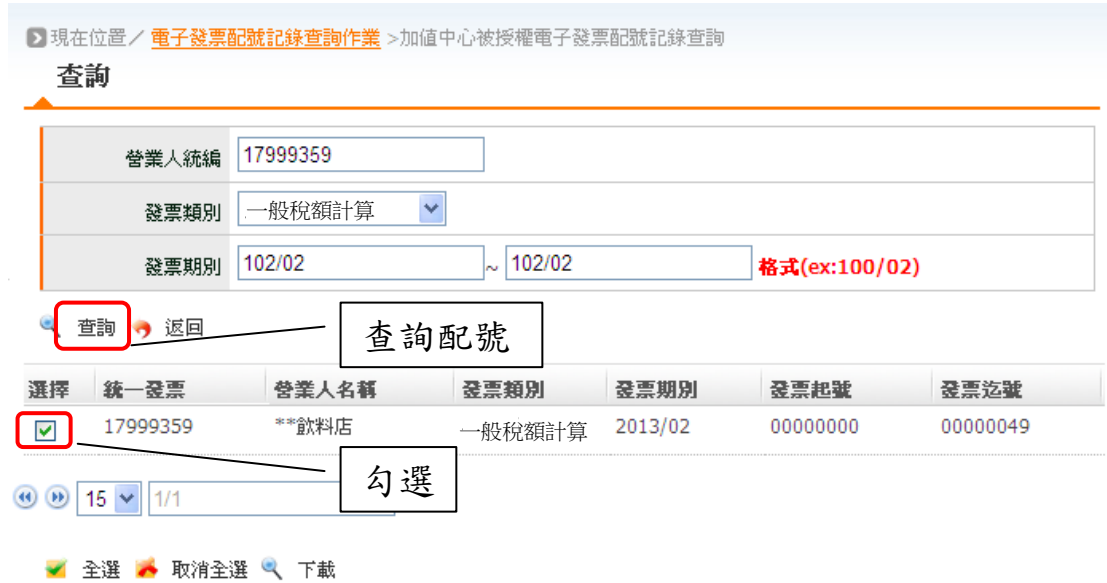 現在位置／ 電子發票配號記錄查詢作業 >加值中心被授權電子發票配號記錄查詢
查詢
營業人統編 17999359
發票類別 一般稅額計算
發票期別 102/02 ~ 102/02 格式(ex:100/02)
查詢 返回
查詢配號
選擇 統一發票 營業人名稱 發票類別 發票期別 發票起號 發票迄號
17999359 **飲料店 一般稅額計算 2013/02 00000000 00000049
勾選
15 1/1
全選 取消全選 下載